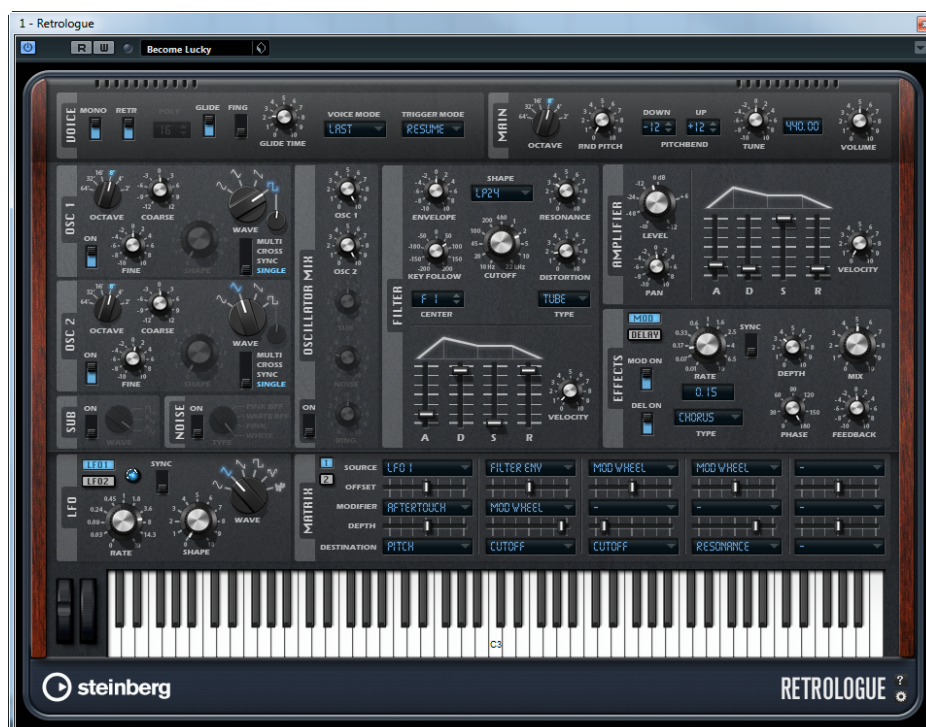 1 - Retrologue
R W Become Lucky
VOICE MONO RETR POLY GLIDE FING
16
GLIDE TIME
VOICE MODE TRIGGER MODE
LAST RESUME
MAIN
OCTAVE RND PITCH
DOWN UP
-12 +12
PITCHBEND
TUNE 440.00 VOLUME
OSC 1
OCTAVE COARSE WAVE
ON FINE SHAPE
MULTI
CROSS
SYNC
SINGLE
OSC 2
OCTAVE COARSE WAVE
ON FINE SHAPE
MULTI
CROSS
SYNC
SINGLE
SUB ON WAVE
NOISE ON TYPE
PINK BPF
WHITE BPF
PINK
WHITE
OSCILLATOR MIX
OSC 1
OSC 2
SUB
NOISE
ON RING
FILTER
SHAPE
LP24
ENVELOPE RESONANCE
KEY FOLLOW CUTOFF DISTORTION
F 1 TUBE
CENTER TYPE
VELOCITY
A D S R
AMPLIFIER
LEVEL
PAN
A D S R
VELOCITY
EFFECTS
MOD
DELAY
MOD ON
DEL ON
RATE SYNC DEPTH MIX
0.15
CHORUS
TYPE PHASE FEEDBACK
LFO
LFO1
LFO2
SYNC
RATE SHAPE WAVE
MATRIX
1
2
SOURCE LFO 1 FILTER ENV MOD WHEEL MOD WHEEL -
OFFSET
MODIFIER AFTERTOUCH MOD WHEEL - - -
DEPTH
DESTINATION PITCH CUTOFF CUTOFF RESONANCE -
C3
steinberg
RETROLOGUE ?